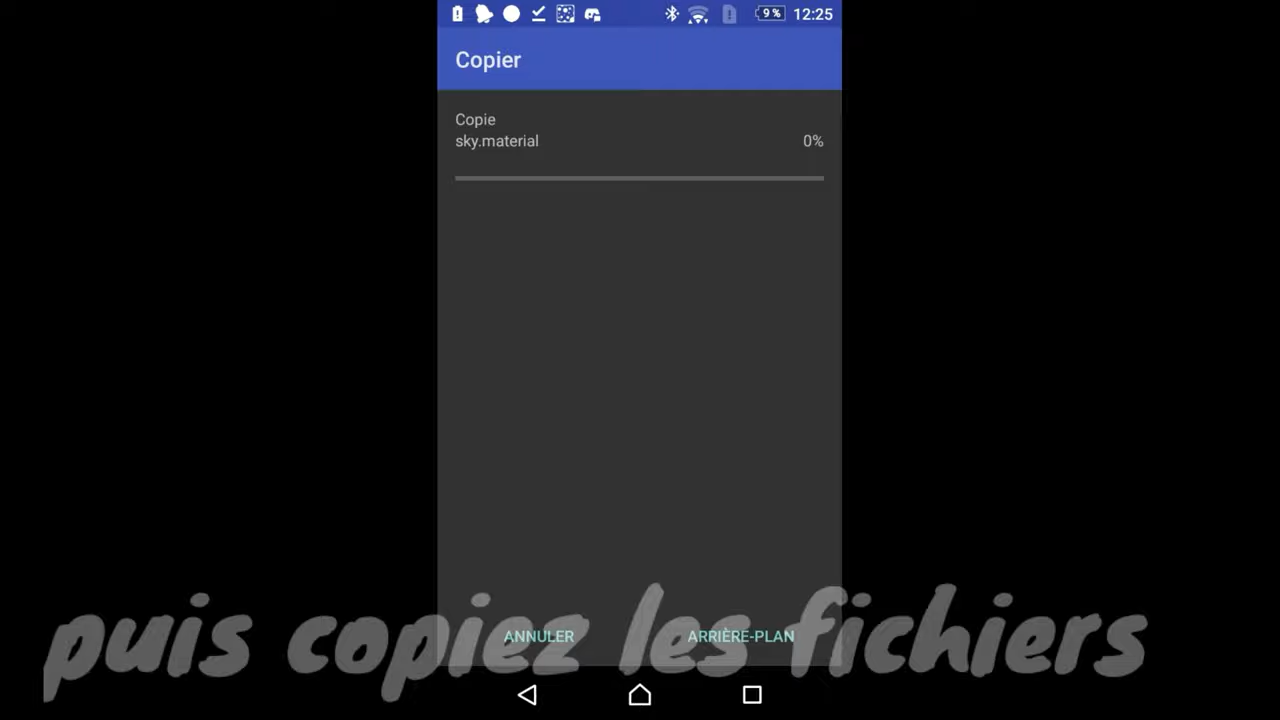 9 %
12:25
Copier
Copie
sky.material
0%
ANNULER
ARRIÈRE-PLAN
puis copiez les fichiers